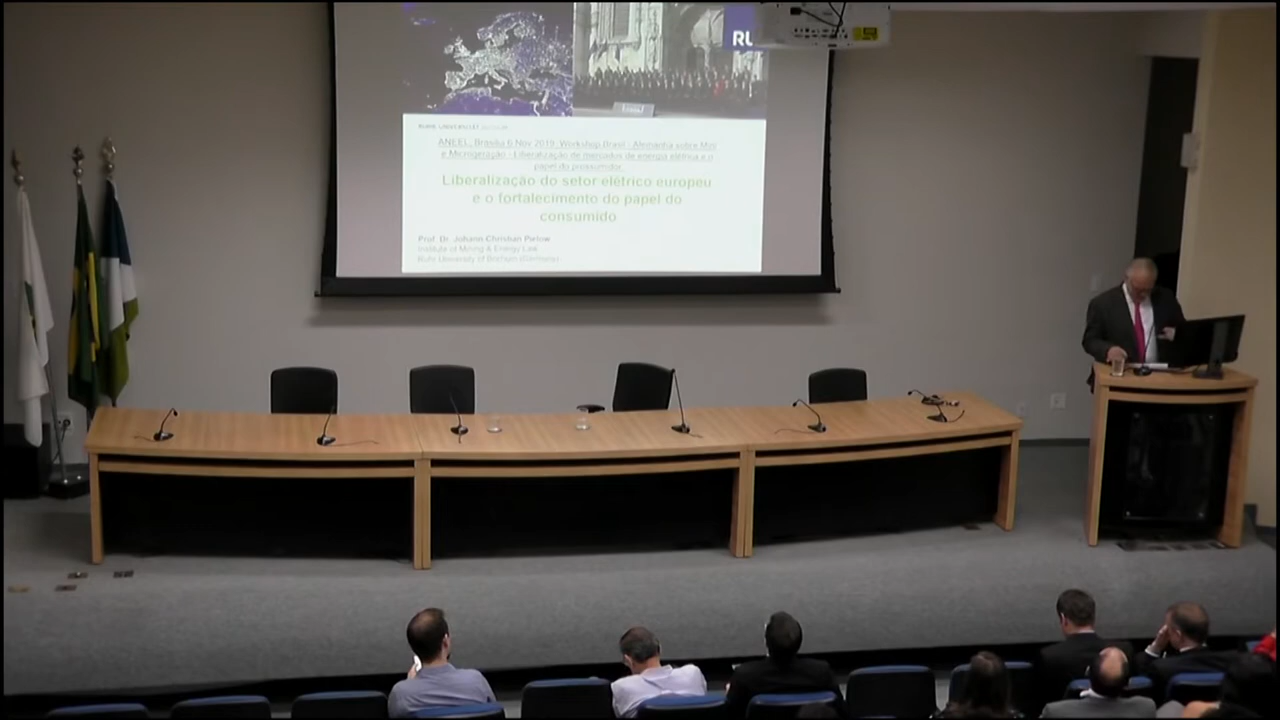 RU
ANEEL, Brasília 6 Nov 2019, Workshop Brasil - Alemanha sobre Mini
e Microgeração - Liberalização de mercados de energia elétrica e o
papel do prossumidor
Liberalização do setor elétrico europeu
e o fortalecimento do papel do
consumido
Prof. Dr. Johann-Christian Pielow
Institute of Mining & Energy Law
Ruhr University of Bochum (Germany)